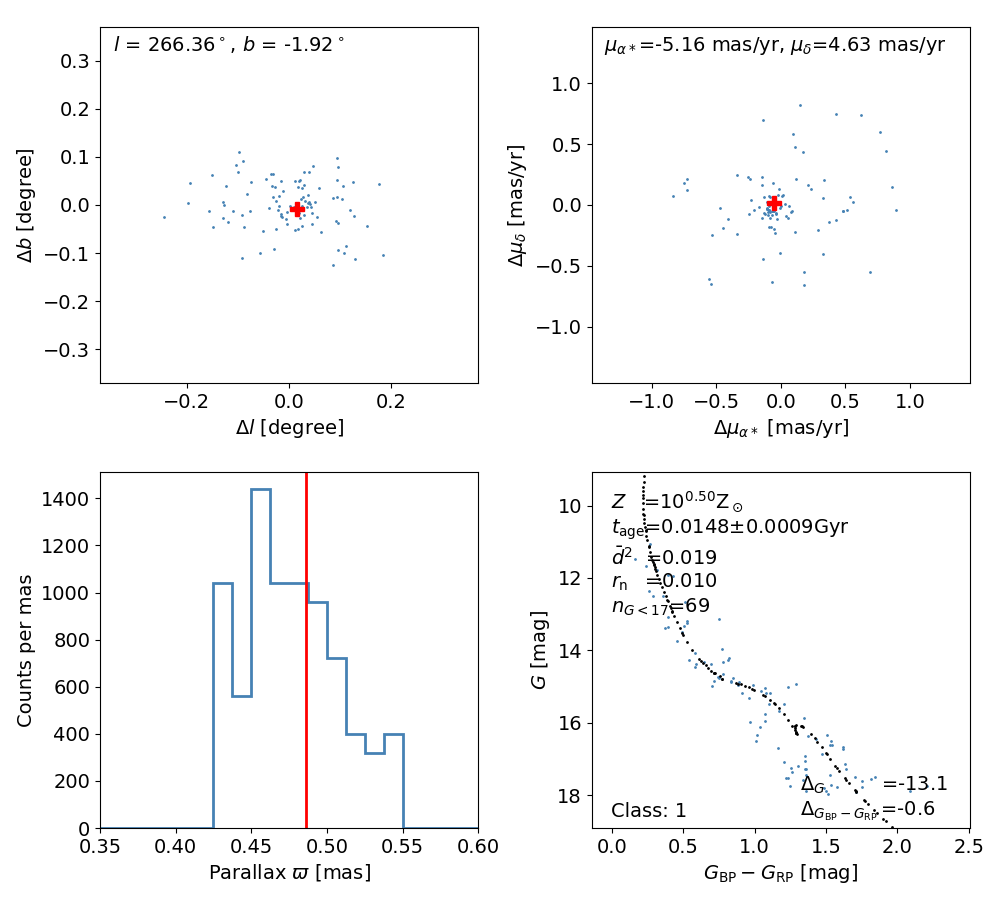 l = 266.36°, b = -1.92°
0.3
0.2
0.1
0.0
−0.1
−0.2
−0.3
Δb [degree]
−0.2 0.0 0.2
Δl [degree]
μα*=-5.16 mas/yr, μδ=4.63 mas/yr
1.0
0.5
0.0
−0.5
−1.0
Δμδ [mas/yr]
−1.0 −0.5 0.0 0.5 1.0
Δμα* [mas/yr]
1400
1200
1000
800
600
400
200
0
Counts per mas
0.35 0.40 0.45 0.50 0.55 0.60
Parallax ϖ [mas]
Z =10^0.50 Z⊙
t_age=0.0148±0.0009Gyr
d̄² =0.019
r_n =0.010
n_G<17=69
Δ_G =-13.1
Class: 1 Δ_G_BP−G_RP =-0.6
10
12
14
16
18
G [mag]
0.0 0.5 1.0 1.5 2.0 2.5
G_BP − G_RP [mag]